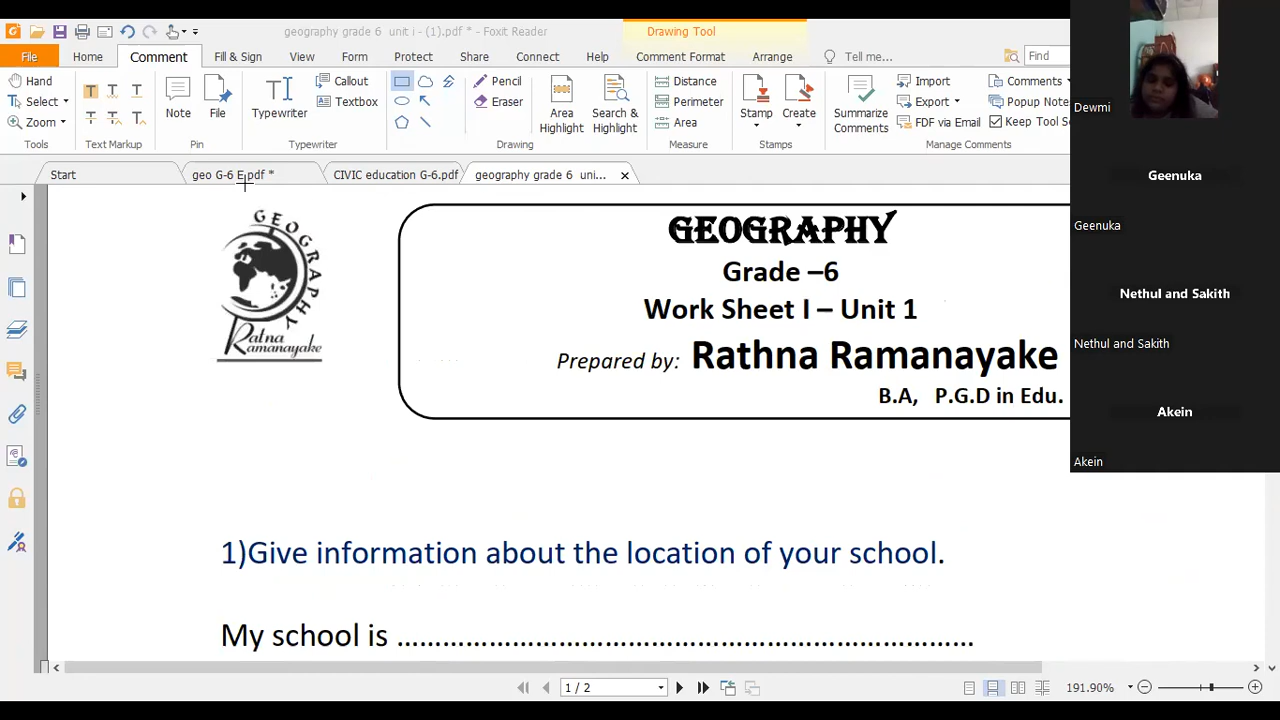 geography grade 6 unit i - (1).pdf * - Foxit Reader
Drawing Tool
File
Home
Comment
Fill & Sign
View
Form
Protect
Share
Connect
Help
Comment Format
Arrange
Tell me...
Find
Hand
Select
Zoom
Tools
T T T
T T T
Text Markup
Note
File
Pin
Typewriter
Callout
Textbox
Typewriter
Pencil
Eraser
Area
Highlight
Search &
Highlight
Drawing
Distance
Perimeter
Area
Measure
Stamp
Create
Stamps
Summarize
Comments
Import
Export
FDF via Email
Comments
Popup Note
Keep Tool S
Manage Comments
Start
geo G-6 E.pdf *
CIVIC education G-6.pdf
geography grade 6 uni...
GEOGRAPHY
Ratna
Ramanayake
GEOGRAPHY
Grade –6
Work Sheet I – Unit 1
Prepared by: Rathna Ramanayake
B.A, P.G.D in Edu.
1)Give information about the location of your school.
My school is ……………………………………………………………
Dewmi
Geenuka
Geenuka
Nethul and Sakith
Nethul and Sakith
Akein
Akein
1 / 2
191.90%